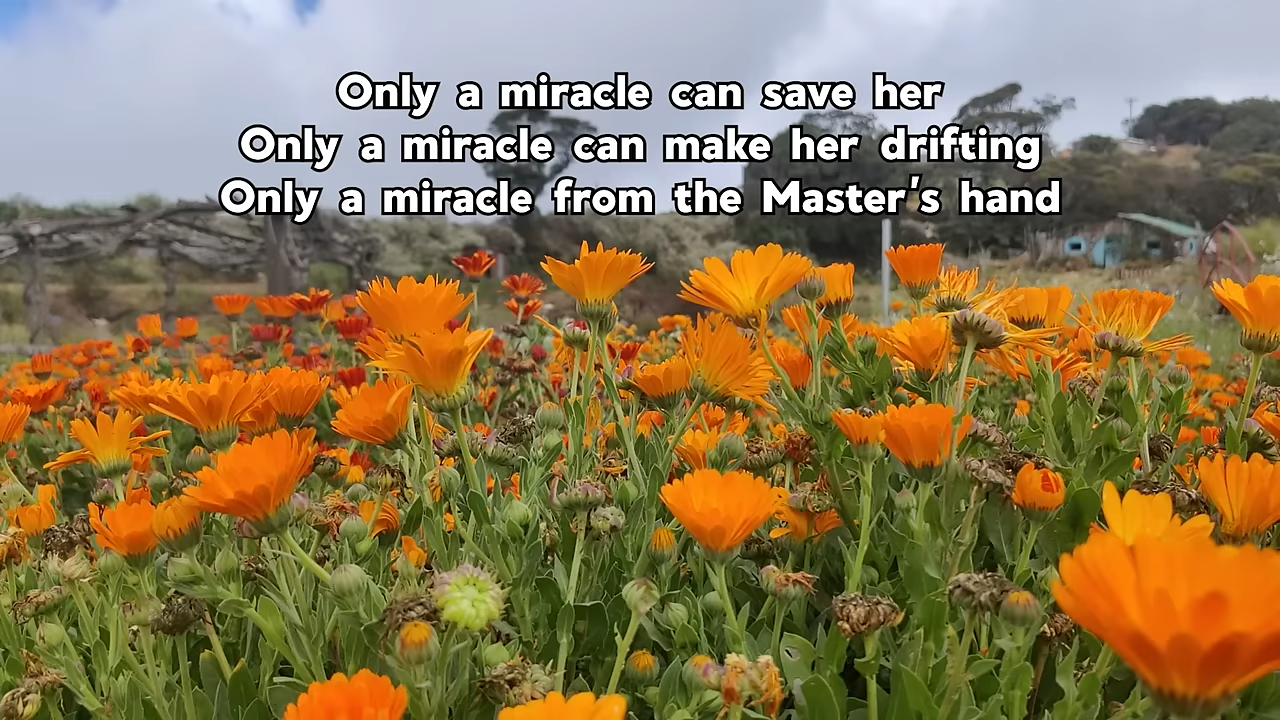 Only a miracle can save her
Only a miracle can make her drifting
Only a miracle from the Master's hand